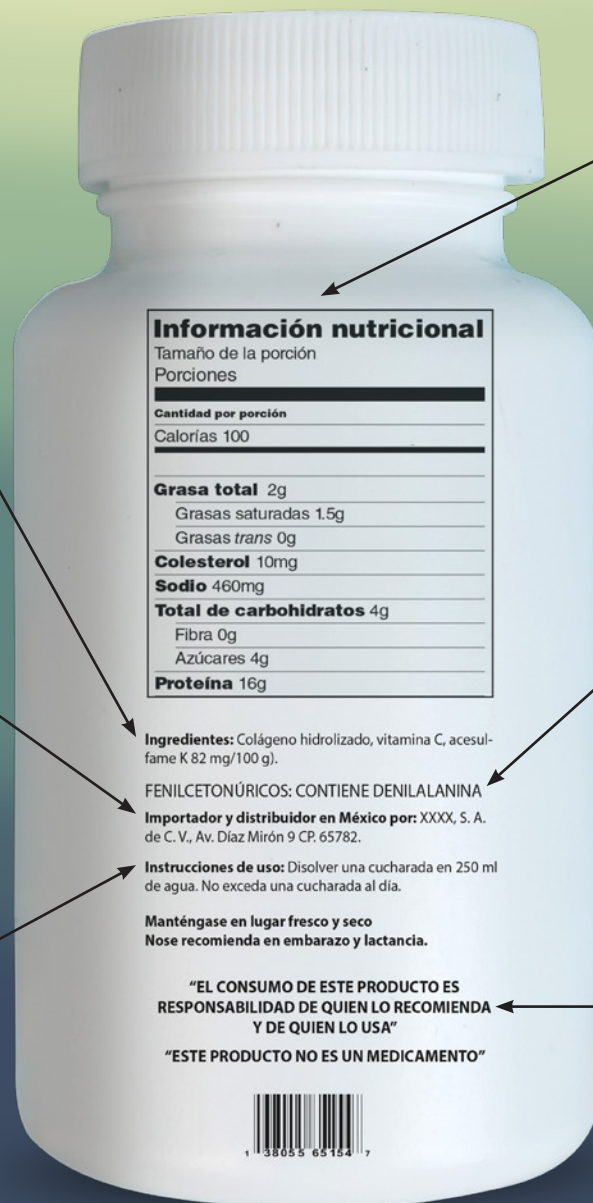 Información nutricional
Tamaño de la porción
Porciones
Cantidad por porción
Calorías 100
Grasa total 2g
Grasas saturadas 1.5g
Grasas trans 0g
Colesterol 10mg
Sodio 460mg
Total de carbohidratos 4g
Fibra 0g
Azúcares 4g
Proteína 16g
Ingredientes: Colágeno hidrolizado, vitamina C, acesul-
fame K 82 mg/100 g).
FENILCETONÚRICOS: CONTIENE DENILALANINA
Importador y distribuidor en México por: XXXX, S. A.
de C. V., Av. Díaz Mirón 9 CP. 65782.
Instrucciones de uso: Disolver una cucharada en 250 ml
de agua. No exceda una cucharada al día.
Manténgase en lugar fresco y seco
Nose recomienda en embarazo y lactancia.
“EL CONSUMO DE ESTE PRODUCTO ES
RESPONSABILIDAD DE QUIEN LO RECOMIENDA
Y DE QUIEN LO USA”
“ESTE PRODUCTO NO ES UN MEDICAMENTO”
1 38055 65154 7